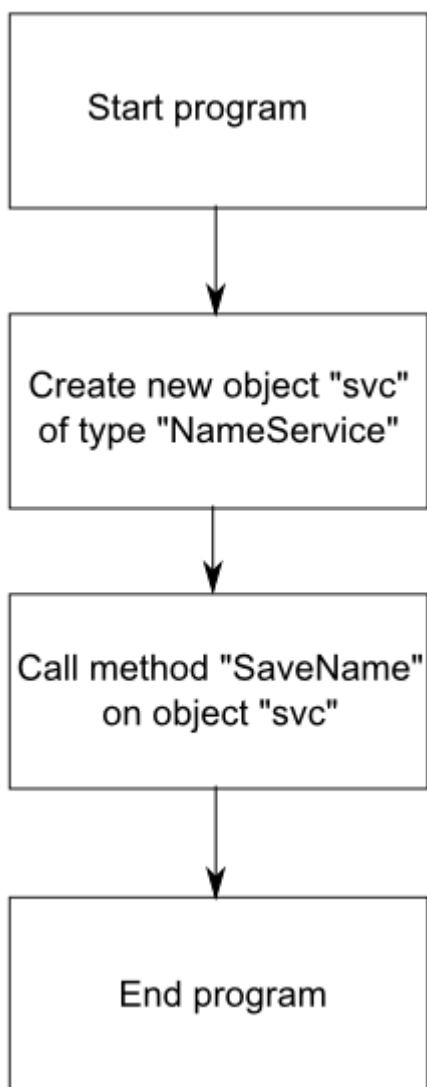 Start program
Create new object "svc"
of type "NameService"
Call method "SaveName"
on object "svc"
End program